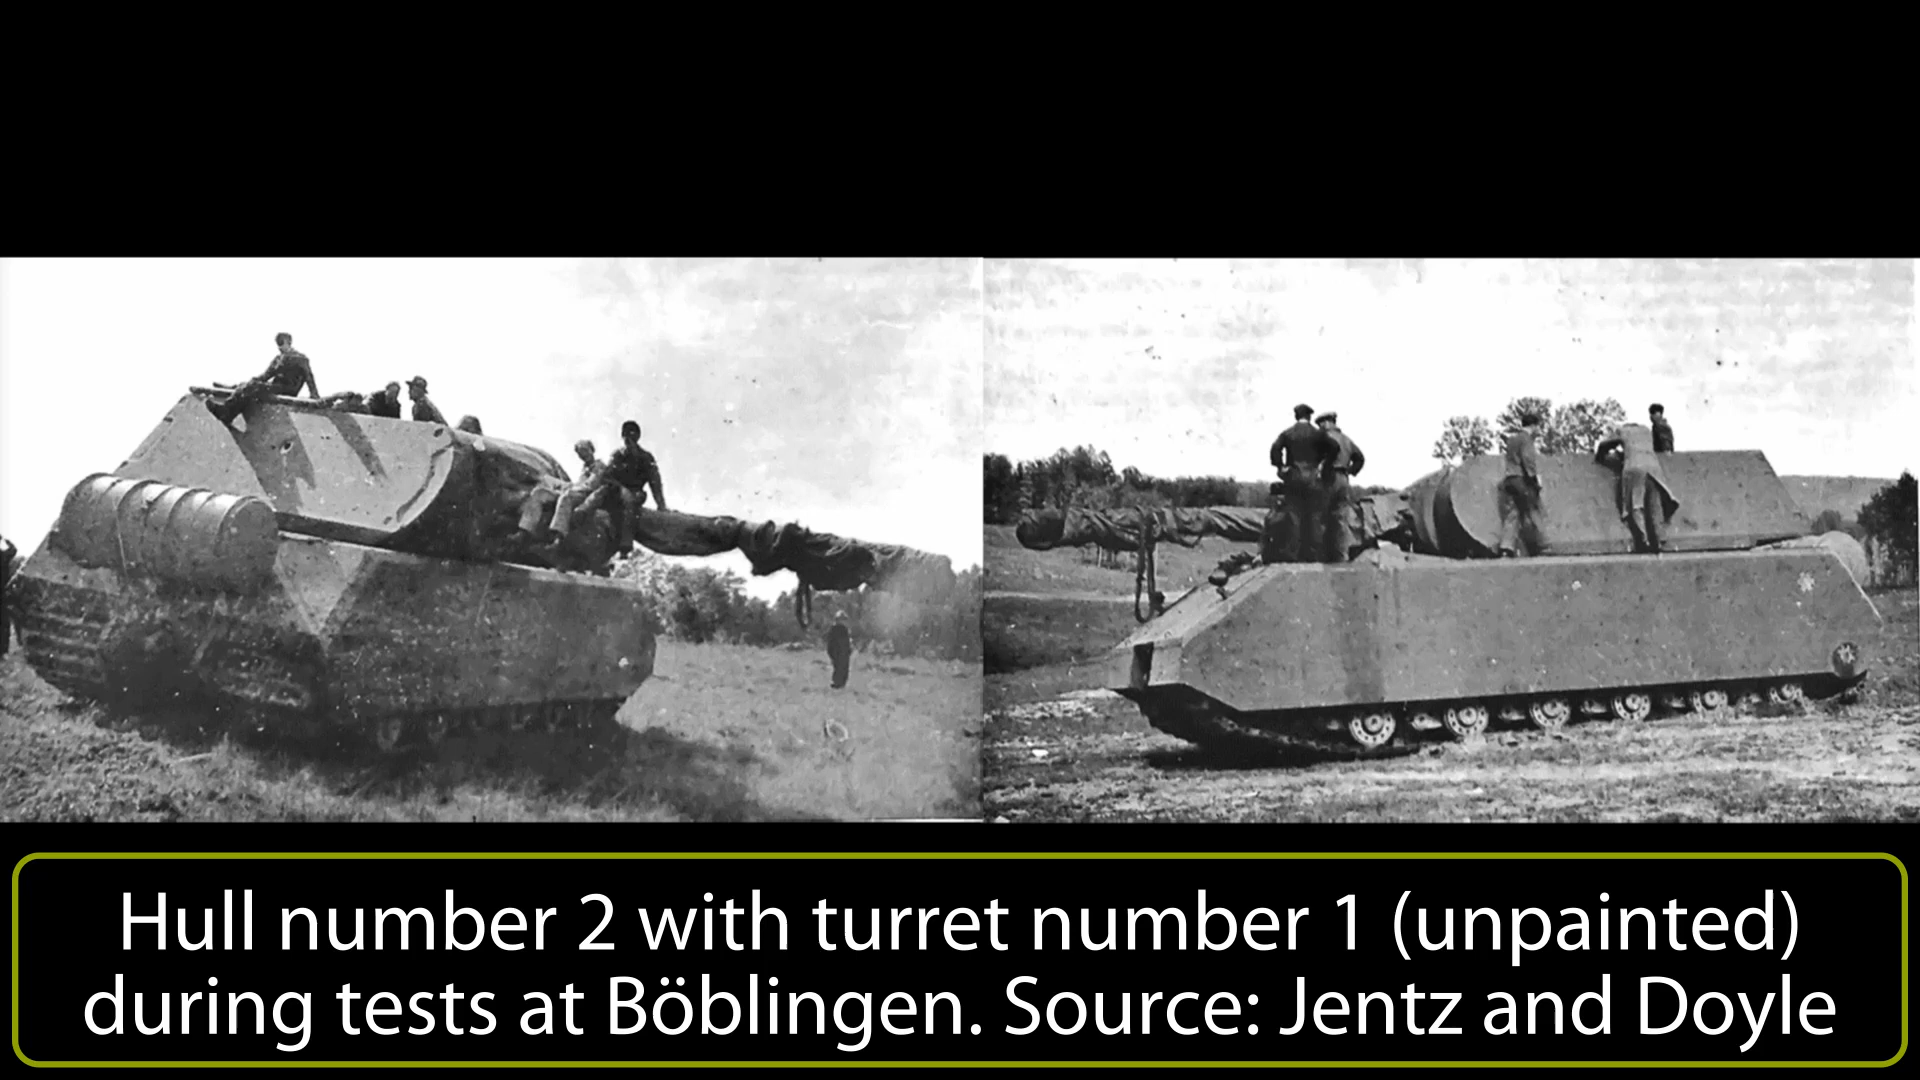 Hull number 2 with turret number 1 (unpainted)
during tests at Böblingen. Source: Jentz and Doyle